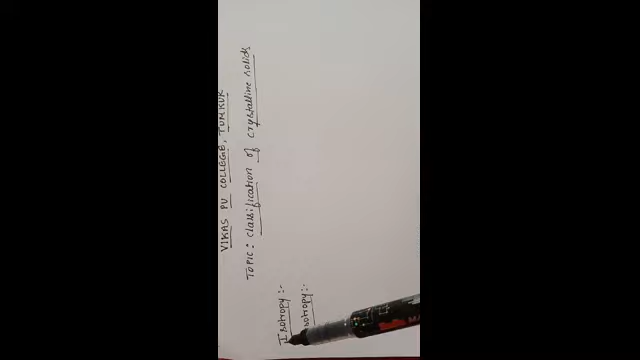 VIKAS PU COLLEGE, TUMKUR
TOPIC: classification of crystalline solids
Isotropy :-